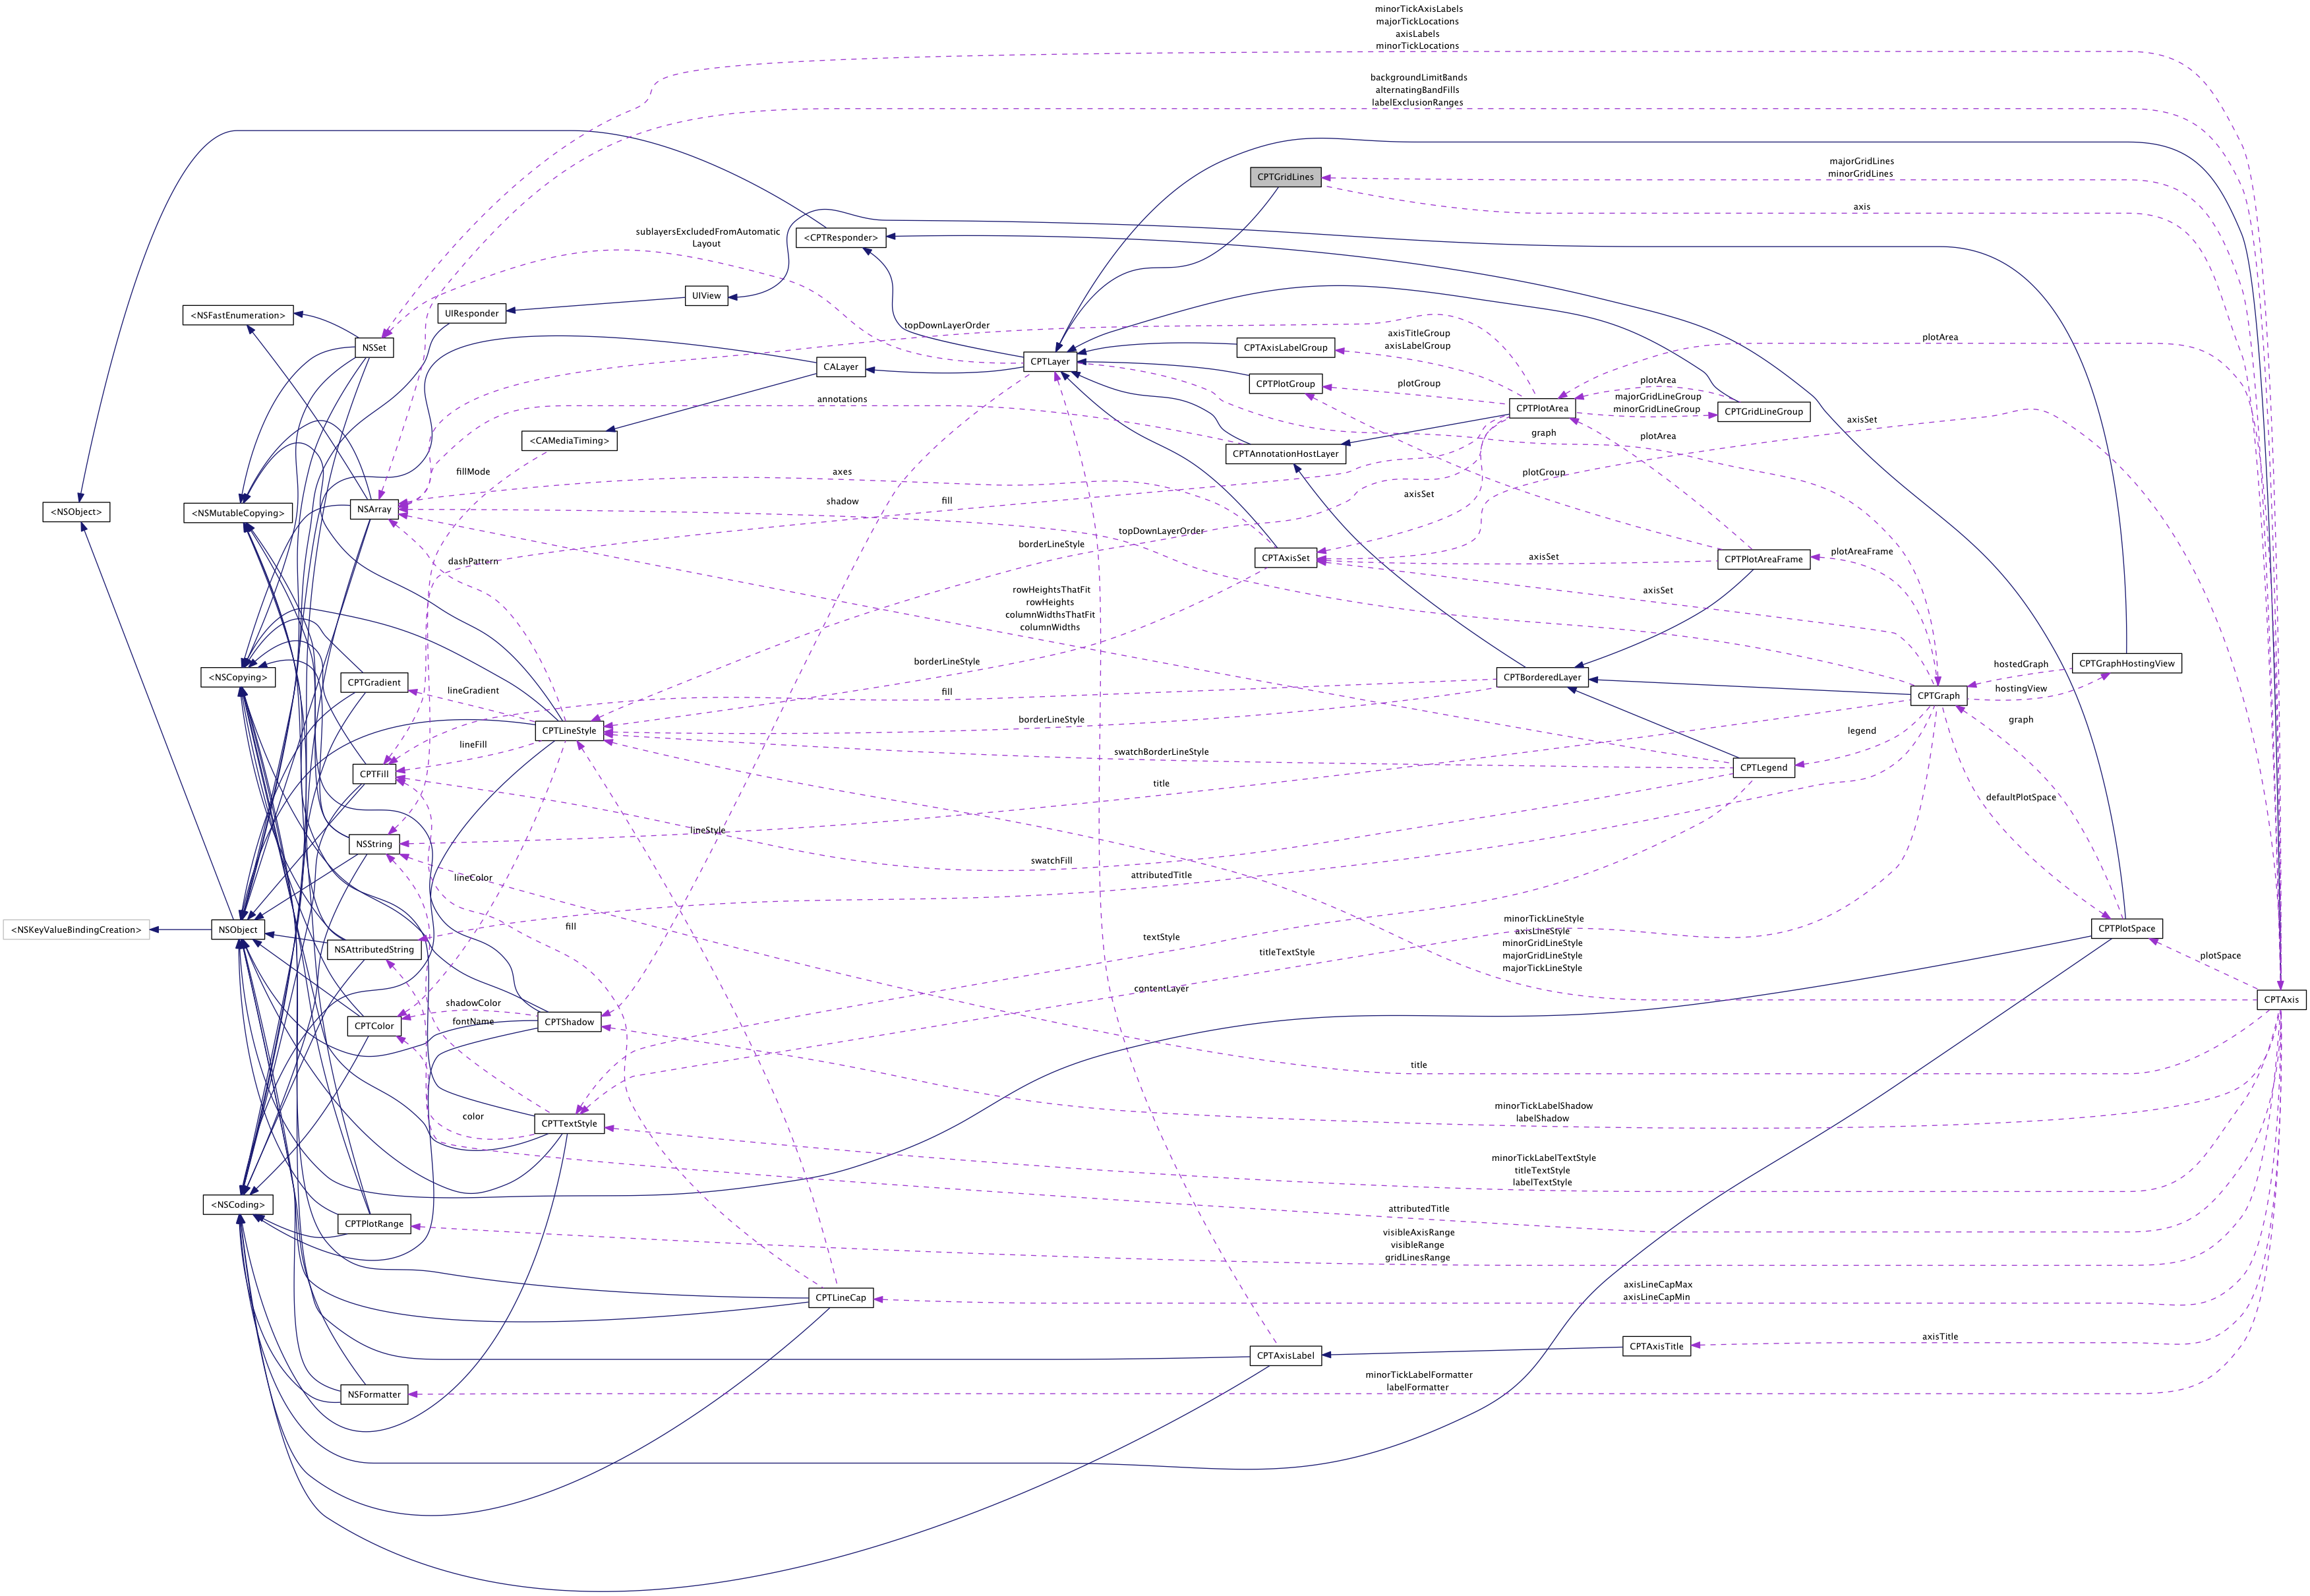 minorTickAxisLabels
majorTickLocations
axisLabels
minorTickLocations
backgroundLimitBands
alternatingBandFills
labelExclusionRanges
majorGridLines
minorGridLines
CPTGridLines
axis
sublayersExcludedFromAutomatic
Layout
<CPTResponder>
UIView
<NSFastEnumeration>
UIResponder
topDownLayerOrder
axisTitleGroup
axisLabelGroup
plotArea
NSSet
CPTAxisLabelGroup
CPTLayer
CALayer
CPTPlotGroup
plotGroup
plotArea
majorGridLineGroup
minorGridLineGroup
annotations
CPTPlotArea
CPTGridLineGroup
axisSet
<CAMediaTiming>
graph
plotArea
CPTAnnotationHostLayer
fillMode
axes
plotGroup
shadow
fill
axisSet
<NSObject>
<NSMutableCopying>
NSArray
topDownLayerOrder
borderLineStyle
dashPattern
CPTAxisSet
axisSet
CPTPlotAreaFrame
plotAreaFrame
rowHeightsThatFit
rowHeights
columnWidthsThatFit
columnWidths
axisSet
<NSCopying>
CPTGradient
borderLineStyle
CPTBorderedLayer
hostedGraph
CPTGraphHostingView
lineGradient
fill
CPTGraph
hostingView
CPTLineStyle
borderLineStyle
graph
lineFill
swatchBorderLineStyle
legend
CPTFill
title
CPTLegend
defaultPlotSpace
lineStyle
NSString
swatchFill
lineColor
attributedTitle
<NSKeyValueBindingCreation>
NSObject
fill
minorTickLineStyle
axisLineStyle
minorGridLineStyle
majorGridLineStyle
majorTickLineStyle
CPTPlotSpace
NSAttributedString
textStyle
titleTextStyle
plotSpace
contentLayer
CPTAxis
shadowColor
fontName
CPTColor
CPTShadow
title
minorTickLabelShadow
labelShadow
color
CPTTextStyle
minorTickLabelTextStyle
titleTextStyle
labelTextStyle
<NSCoding>
CPTPlotRange
attributedTitle
visibleAxisRange
visibleRange
gridLinesRange
CPTLineCap
axisLineCapMax
axisLineCapMin
CPTAxisLabel
CPTAxisTitle
axisTitle
NSFormatter
minorTickLabelFormatter
labelFormatter